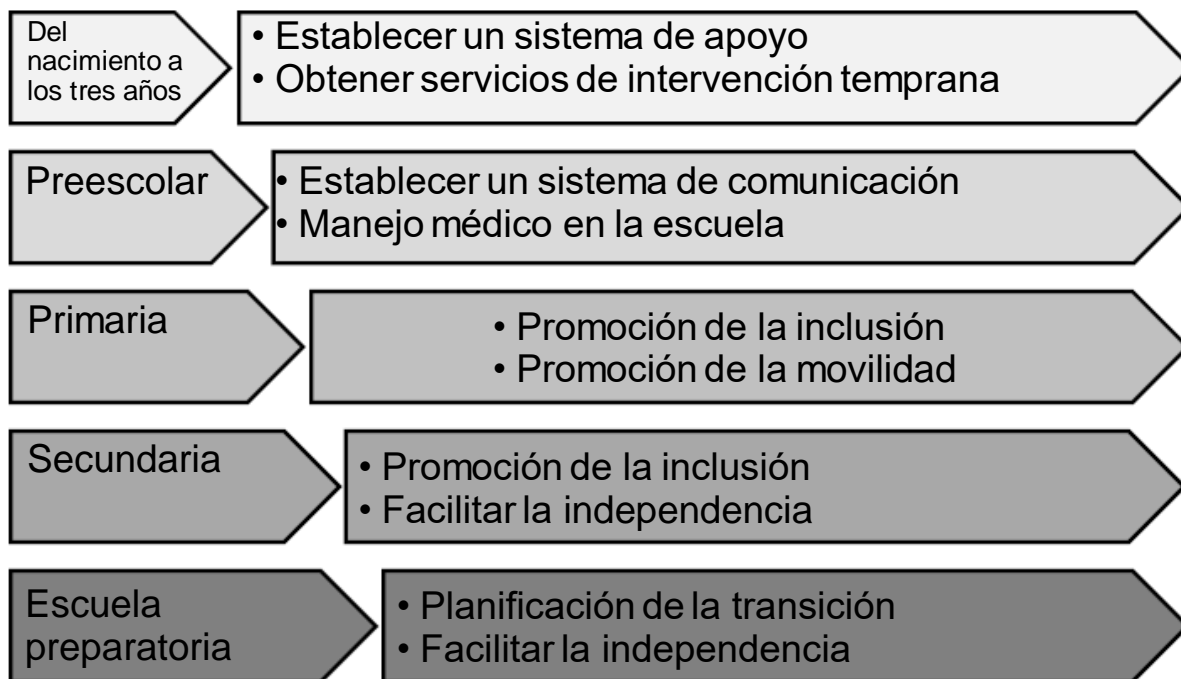 Del
nacimiento a
los tres años
• Establecer un sistema de apoyo
• Obtener servicios de intervención temprana
Preescolar
• Establecer un sistema de comunicación
• Manejo médico en la escuela
Primaria
• Promoción de la inclusión
• Promoción de la movilidad
Secundaria
• Promoción de la inclusión
• Facilitar la independencia
Escuela
preparatoria
• Planificación de la transición
• Facilitar la independencia